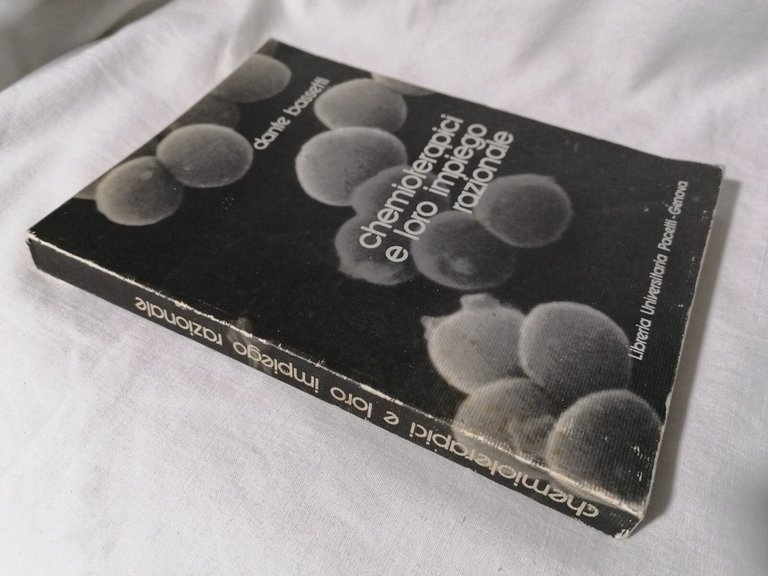 dante bassetti
chemioterapici
e loro impiego
razionale
Libreria Universitaria Pacetti - Genova
chemioterapici e loro impiego razionale